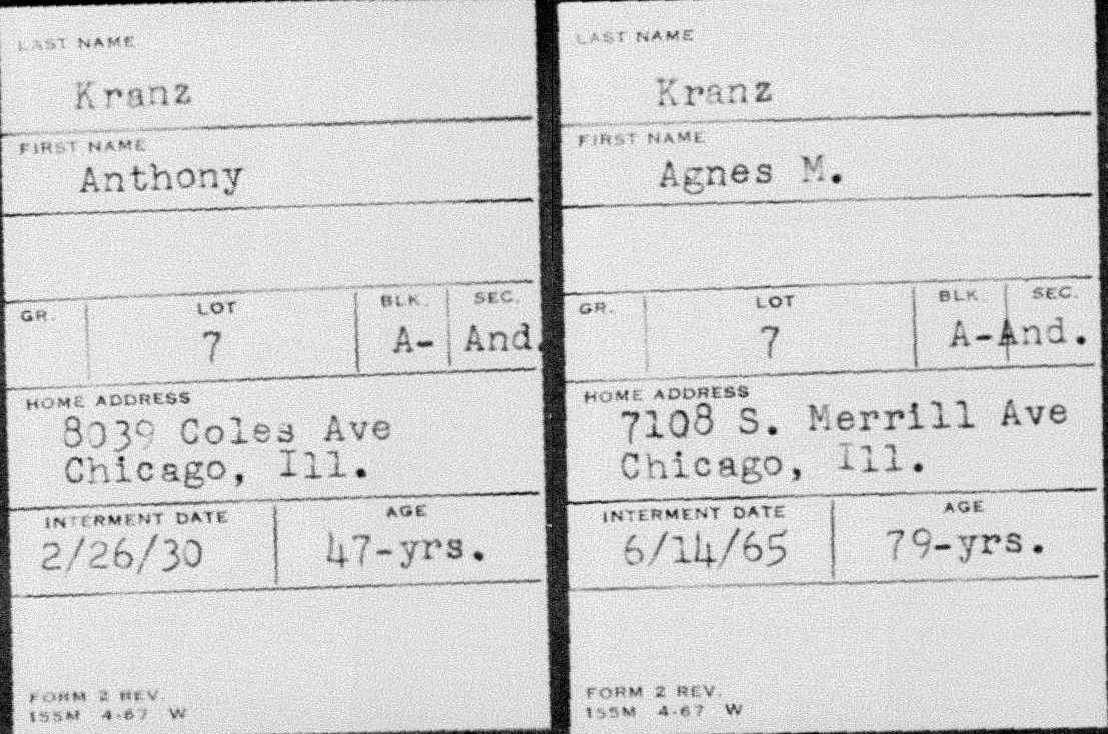 LAST NAME
Kranz
FIRST NAME
Anthony
GR. LOT BLK. SEC.
7 A- And.
HOME ADDRESS
8039 Coles Ave
Chicago, Ill.
INTERMENT DATE AGE
2/26/30 47-yrs.
FORM 2 REV.
155M 4-67 W
LAST NAME
Kranz
FIRST NAME
Agnes M.
GR. LOT BLK. SEC.
7 A-And.
HOME ADDRESS
7108 S. Merrill Ave
Chicago, Ill.
INTERMENT DATE AGE
6/14/65 79-yrs.
FORM 2 REV.
155M 4-67 W